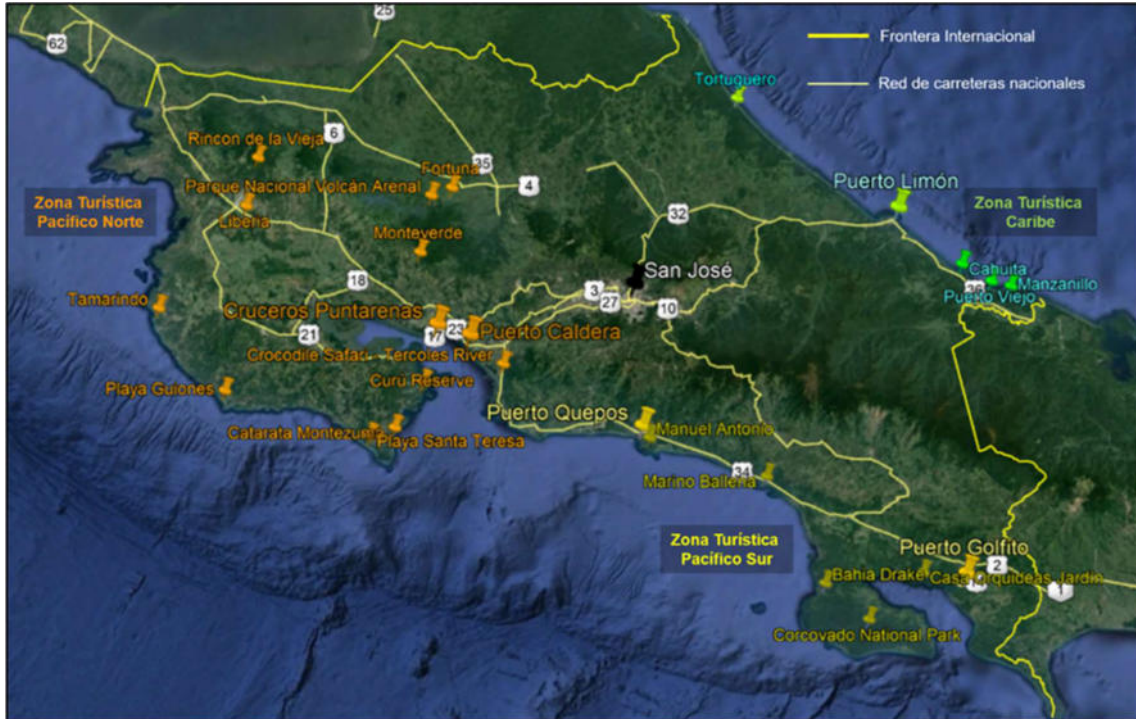 25
62
Frontera Internacional
Red de carreteras nacionales
Tortuguero
Rincon de la Vieja
6
35
Fortuna
4
Parque Nacional Volcán Arenal
Puerto Limón
Zona Turística
Pacífico Norte
Liberia
32
Zona Turística
Caribe
Monteverde
San José
Cahuita
18
3
27
10
36
Manzanillo
Puerto Viejo
Tamarindo
Cruceros Puntarenas
Puerto Caldera
21
17
23
Crocodile Safari - Tercoles River
Curú Reserve
Playa Guiones
Puerto Quepos
Manuel Antonio
Catarata Montezuma
Playa Santa Teresa
34
Marino Ballena
Zona Turística
Pacífico Sur
Puerto Golfito
2
Bahia Drake
Casa Orquideas Jardin
1
Corcovado National Park